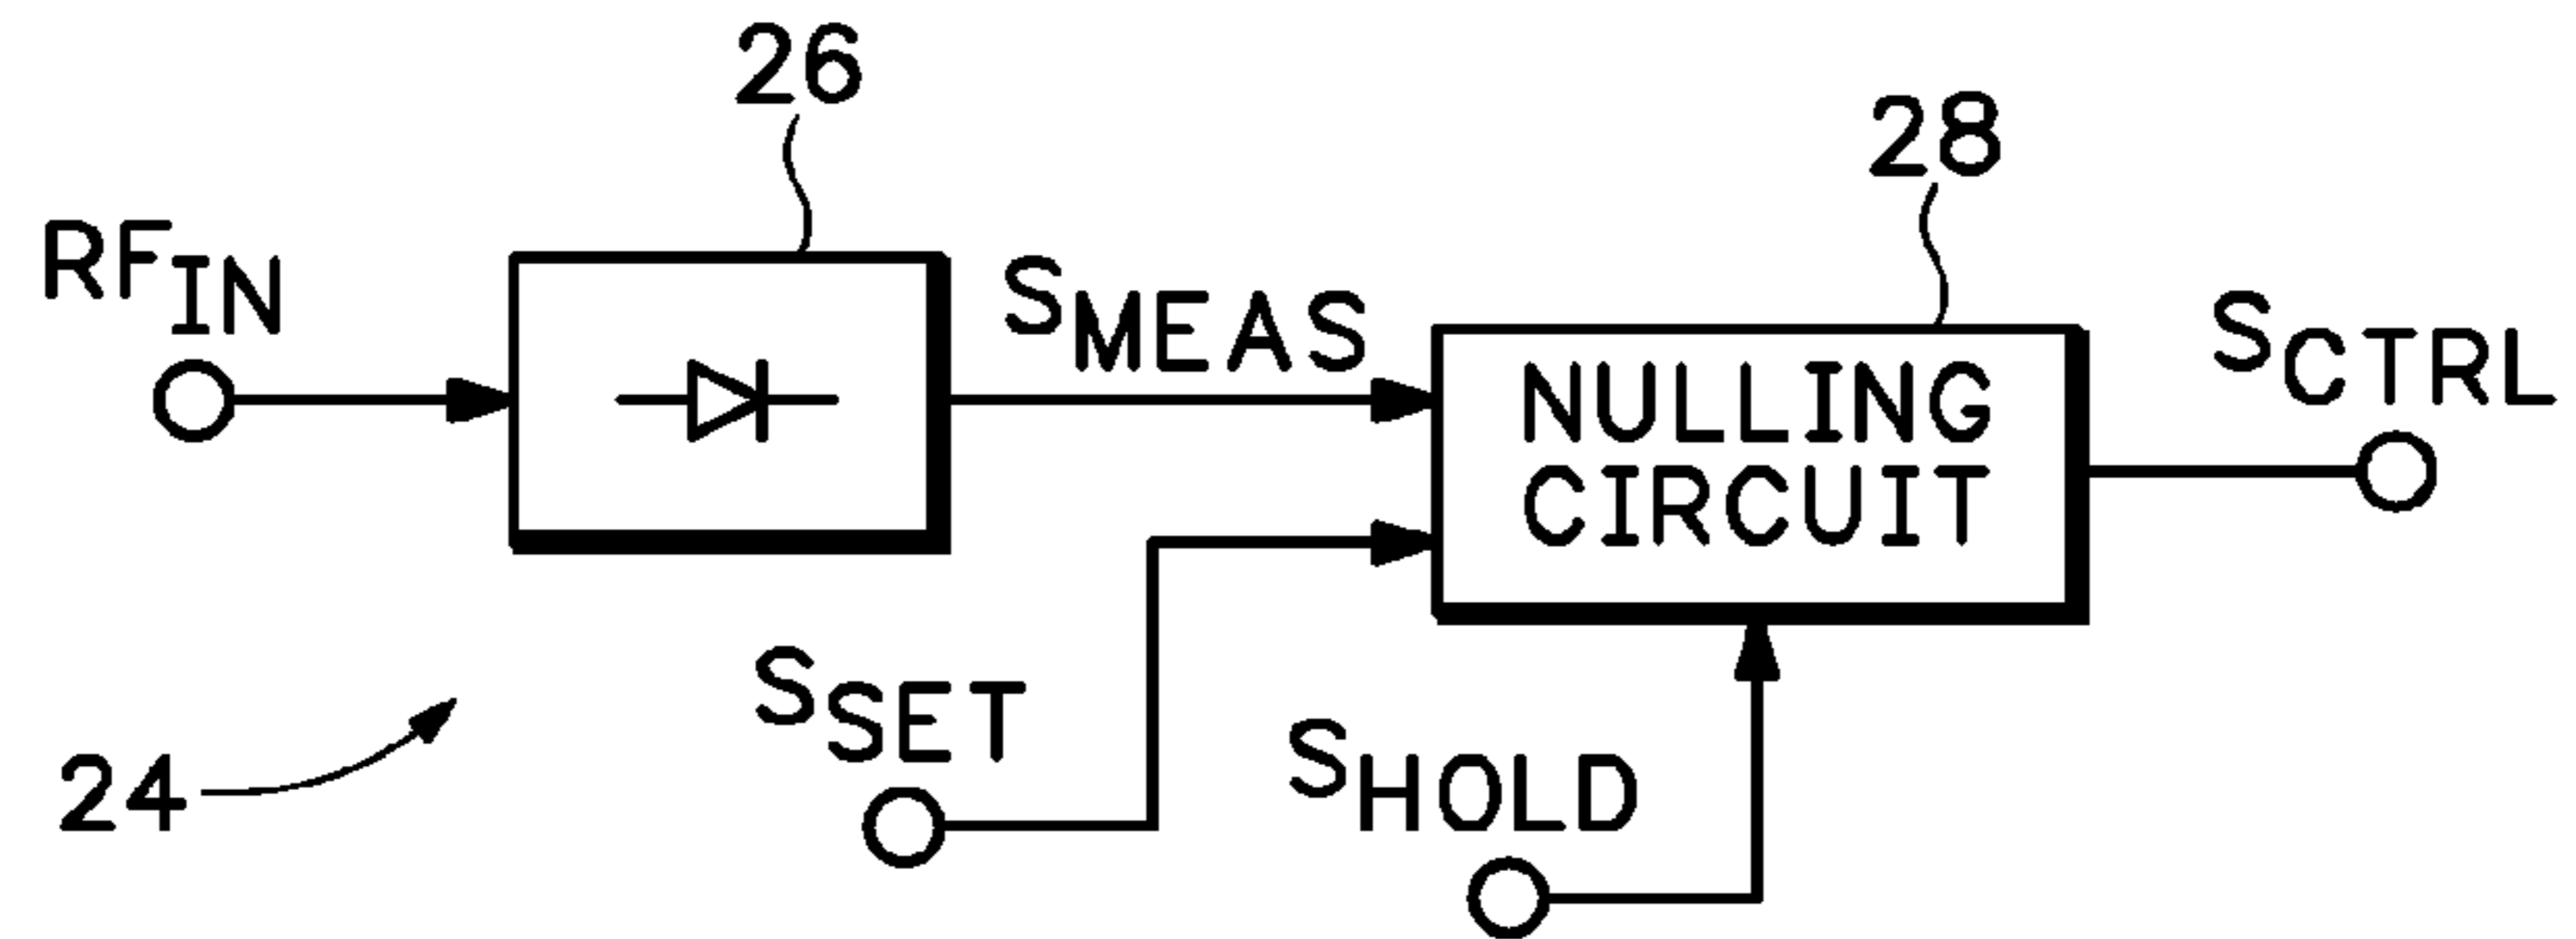 26
28
RFIN
SMEAS
SCTRL
NULLING
CIRCUIT
SSET
SHOLD
24